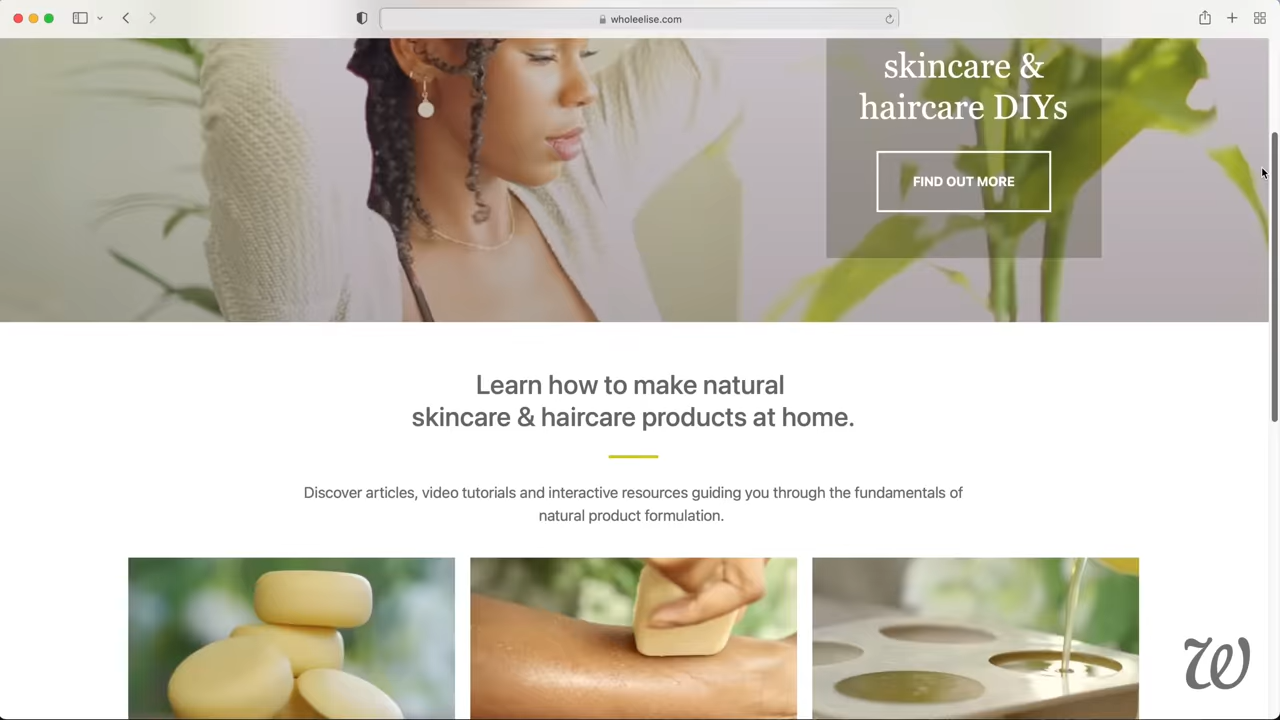 wholeelise.com
skincare &
haircare DIYs
FIND OUT MORE
Learn how to make natural
skincare & haircare products at home.
Discover articles, video tutorials and interactive resources guiding you through the fundamentals of
natural product formulation.
W